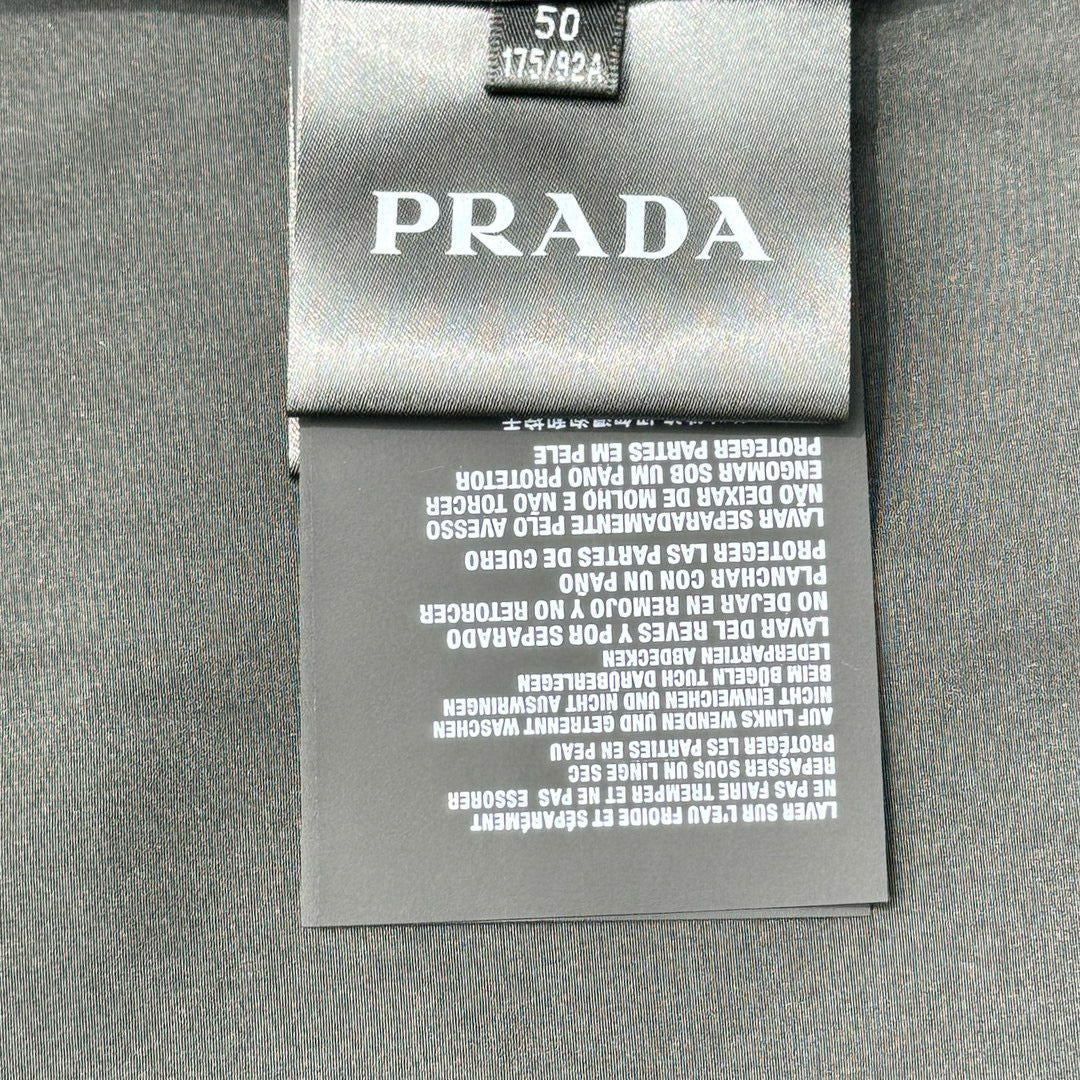 50
175/92A
PRADA
LAVER SUR L'EAU FROIDE ET SÉPARÉMENT
NE PAS FAIRE TREMPER ET NE PAS ESSORER
REPASSER SOUS UN LINGE SEC
PROTÉGER LES PARTIES EN PEAU
AUF LINKS WENDEN UND GETRENNT WASCHEN
NICHT EINWEICHEN UND NICHT AUSWRINGEN
BEIM BÜGELN TUCH DARÜBERLEGEN
LEDERPARTIEN ABDECKEN
LAVAR DEL REVES Y POR SEPARADO
NO DEJAR EN REMOJO Y NO RETORCER
PLANCHAR CON UN PAÑO
PROTEGER LAS PARTES DE CUERO
LAVAR SEPARADAMENTE PELO AVESSO
NÃO DEIXAR DE MOLHO E NÃO TORCER
ENGOMAR SOB UM PANO PROTETOR
PROTEGER PARTES EM PELE